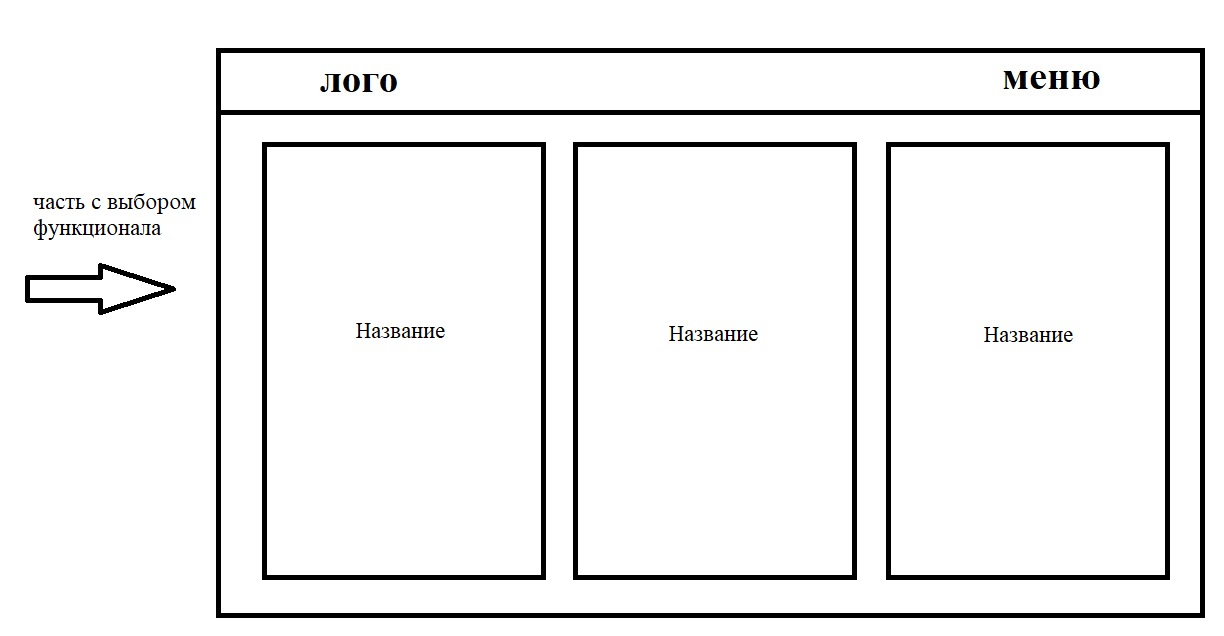 лого
меню
часть с выбором
функционала
Название
Название
Название